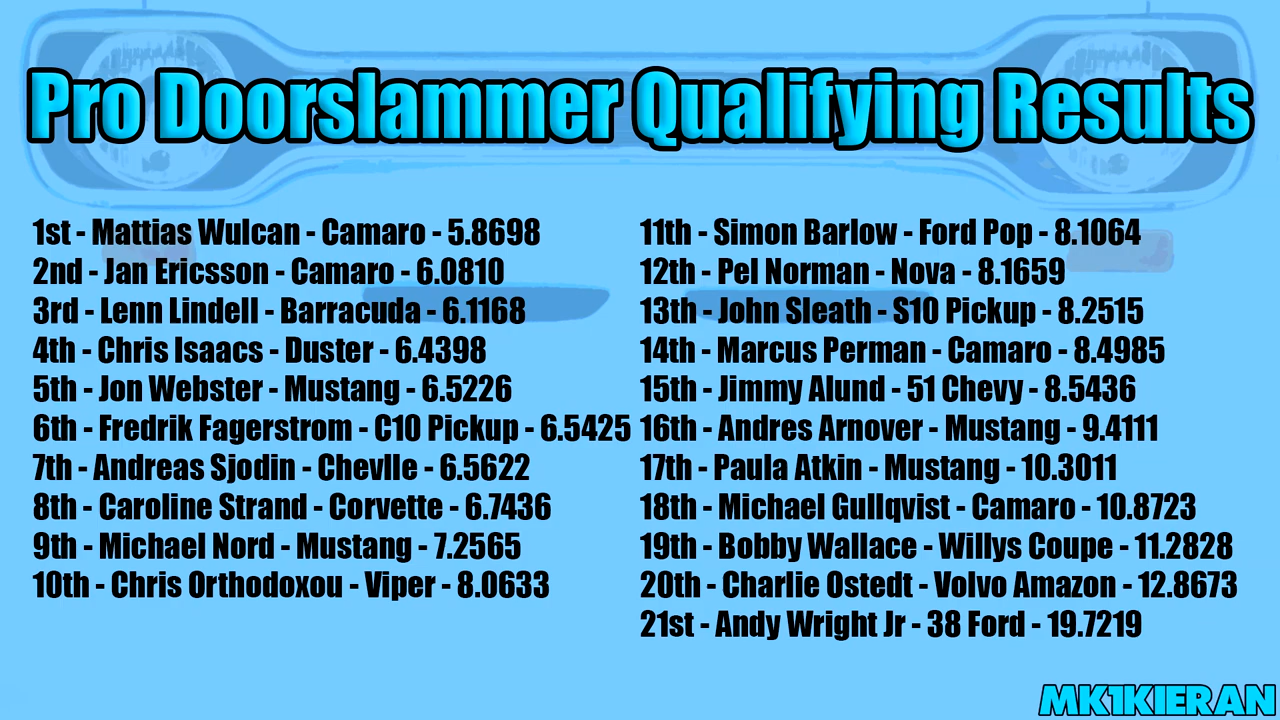 Pro Doorslammer Qualifying Results
1st - Mattias Wulcan - Camaro - 5.8698
2nd - Jan Ericsson - Camaro - 6.0810
3rd - Lenn Lindell - Barracuda - 6.1168
4th - Chris Isaacs - Duster - 6.4398
5th - Jon Webster - Mustang - 6.5226
6th - Fredrik Fagerstrom - C10 Pickup - 6.5425
7th - Andreas Sjodin - Chevlle - 6.5622
8th - Caroline Strand - Corvette - 6.7436
9th - Michael Nord - Mustang - 7.2565
10th - Chris Orthodoxou - Viper - 8.0633
11th - Simon Barlow - Ford Pop - 8.1064
12th - Pel Norman - Nova - 8.1659
13th - John Sleath - S10 Pickup - 8.2515
14th - Marcus Perman - Camaro - 8.4985
15th - Jimmy Alund - 51 Chevy - 8.5436
16th - Andres Arnover - Mustang - 9.4111
17th - Paula Atkin - Mustang - 10.3011
18th - Michael Gullqvist - Camaro - 10.8723
19th - Bobby Wallace - Willys Coupe - 11.2828
20th - Charlie Ostedt - Volvo Amazon - 12.8673
21st - Andy Wright Jr - 38 Ford - 19.7219
MK1KIERAN